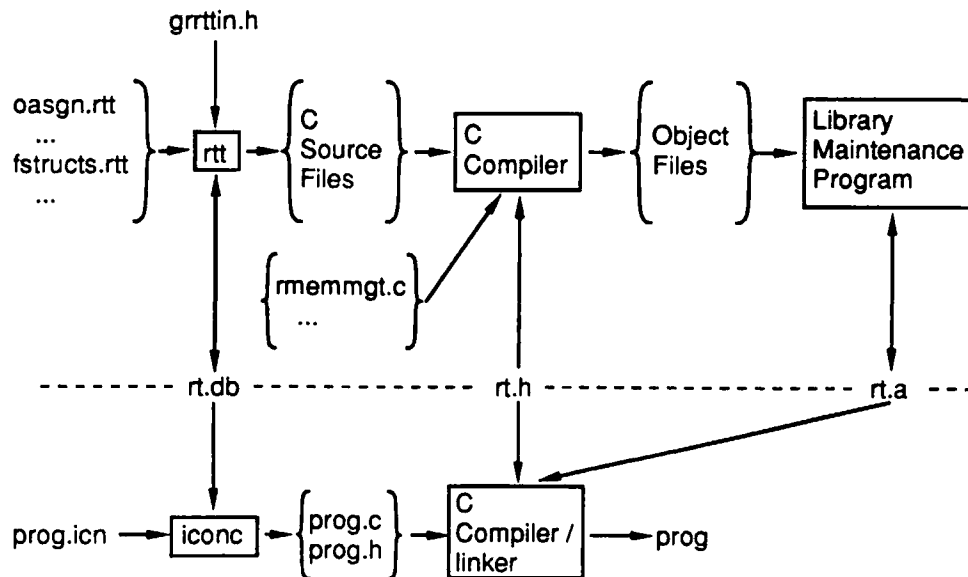 grrttin.h
oasgn.rtt
...
fstructs.rtt
...
rtt
C
Source
Files
C
Compiler
Object
Files
Library
Maintenance
Program
rmemmgt.c
...
rt.db
rt.h
rt.a
prog.icn
iconc
prog.c
prog.h
C
Compiler /
linker
prog